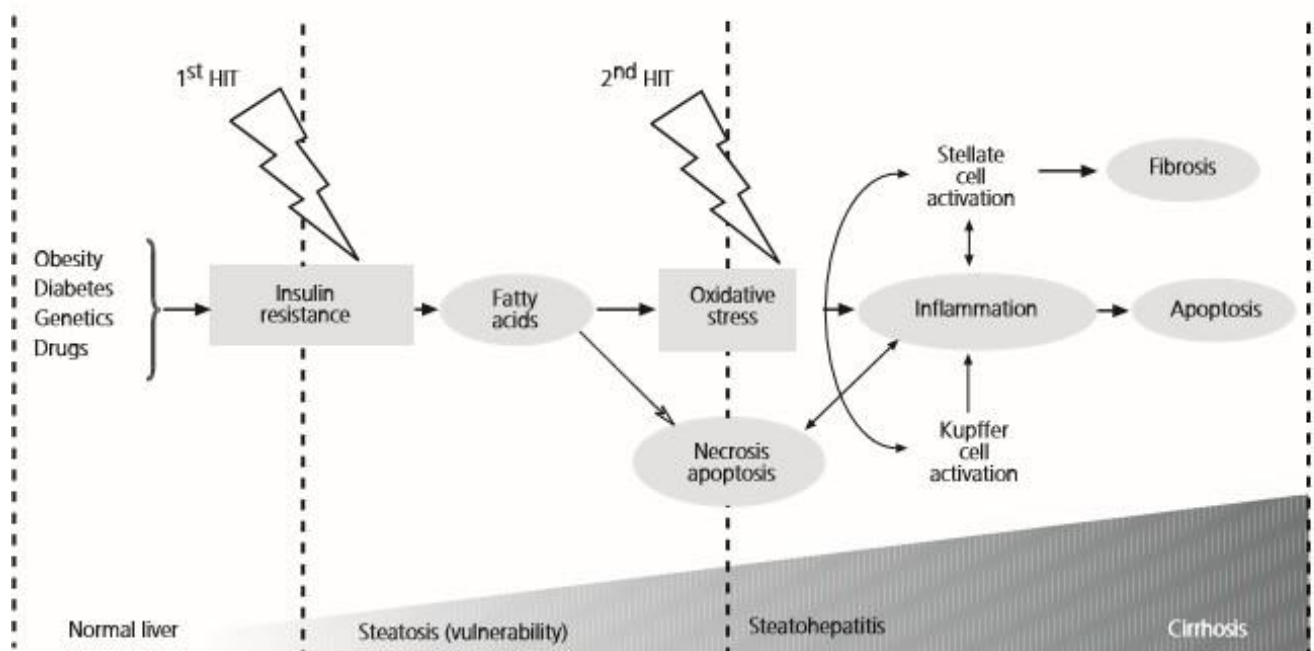 1st HIT
2nd HIT
Obesity
Diabetes
Genetics
Drugs
Insulin
resistance
Fatty
acids
Oxidative
stress
Necrosis
apoptosis
Stellate
cell
activation
Fibrosis
Inflammation
Apoptosis
Kupffer
cell
activation
Normal liver
Steatosis (vulnerability)
Steatohepatitis
Cirrhosis